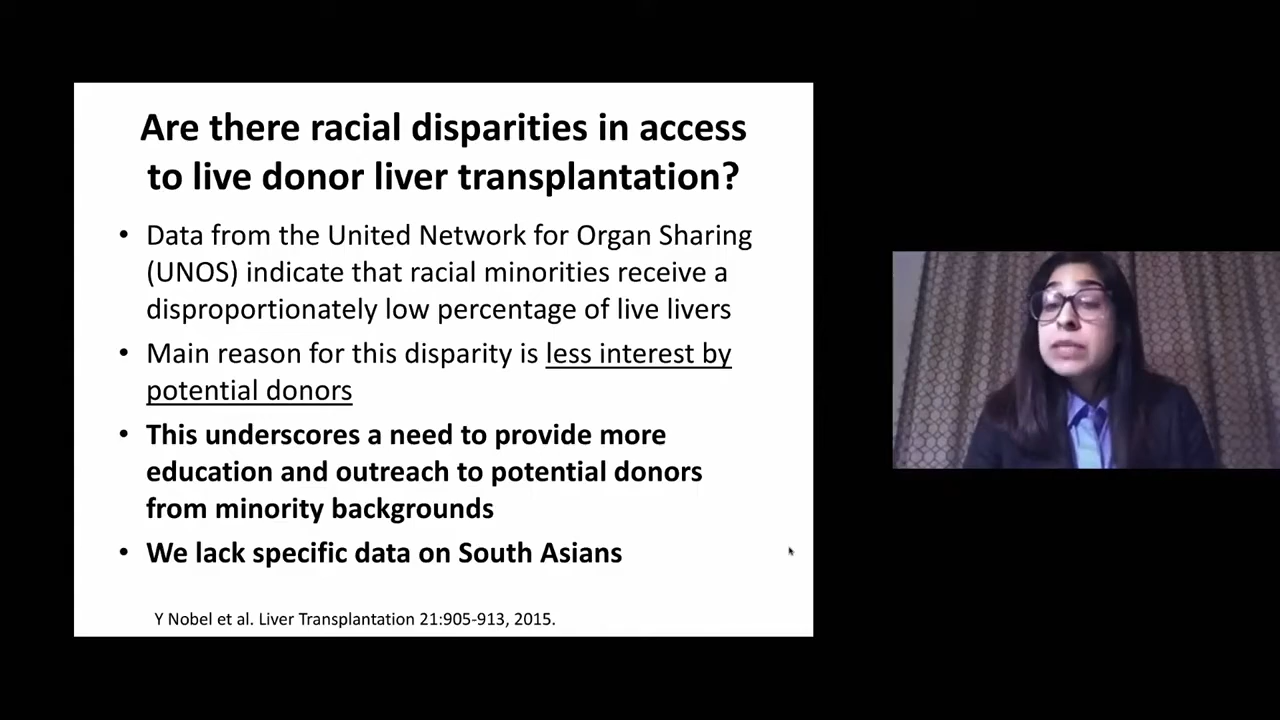 Are there racial disparities in access
to live donor liver transplantation?
• Data from the United Network for Organ Sharing
(UNOS) indicate that racial minorities receive a
disproportionately low percentage of live livers
• Main reason for this disparity is less interest by
potential donors
• This underscores a need to provide more
education and outreach to potential donors
from minority backgrounds
• We lack specific data on South Asians
Y Nobel et al. Liver Transplantation 21:905-913, 2015.